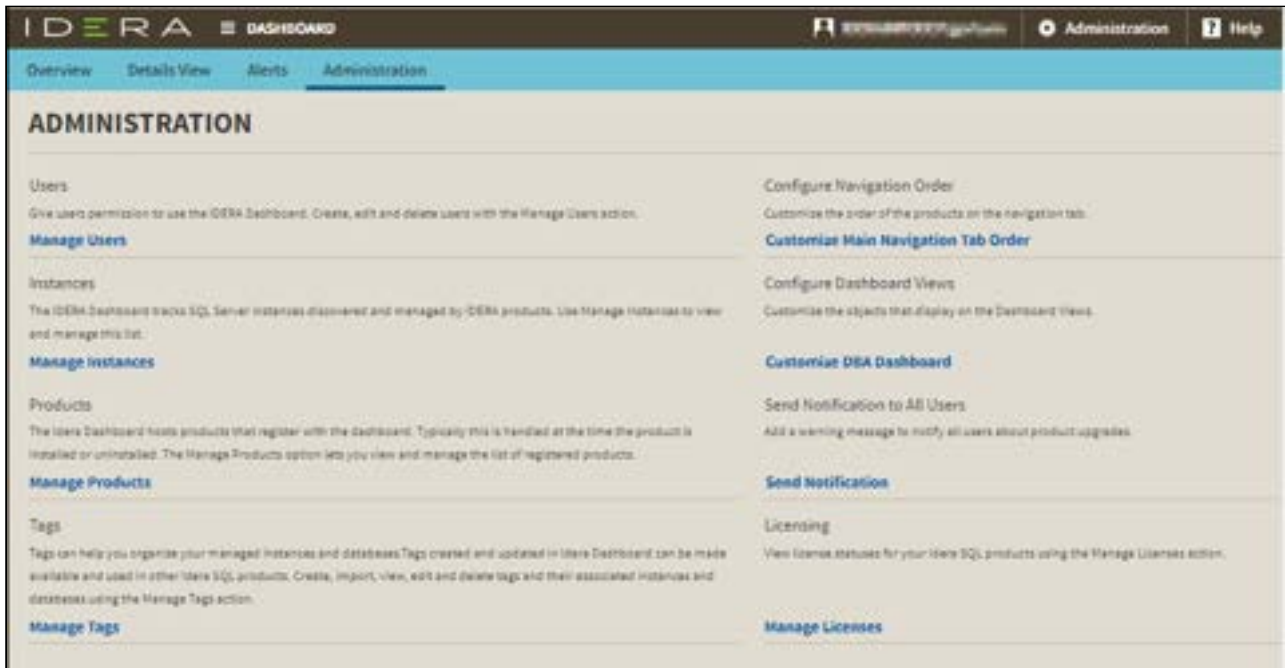 IDERA DASHBOARD Administration Help
Overview Details View Alerts Administration
ADMINISTRATION
Users
Give users permission to use the IDERA Dashboard. Create, edit and delete users with the Manage Users action.
Manage Users
Instances
The IDERA Dashboard tracks SQL Server instances discovered and managed by IDERA products. Use Manage Instances to view
and manage this list.
Manage Instances
Products
The Idera Dashboard hosts products that register with the dashboard. Typically this is handled at the time the product is
installed or uninstalled. The Manage Products option lets you view and manage the list of registered products.
Manage Products
Tags
Tags can help you organize your managed instances and databases.Tags created and updated in Idera Dashboard can be made
available and used in other Idera SQL products. Create, import, view, edit and delete tags and their associated instances and
databases using the Manage Tags action.
Manage Tags
Configure Navigation Order
Customize the order of the products on the navigation tab.
Customize Main Navigation Tab Order
Configure Dashboard Views
Customize the objects that display on the Dashboard Views.
Customize DBA Dashboard
Send Notification to All Users
Add a warning message to notify all users about product upgrades.
Send Notification
Licensing
View license statuses for your Idera SQL products using the Manage Licenses action.
Manage Licenses